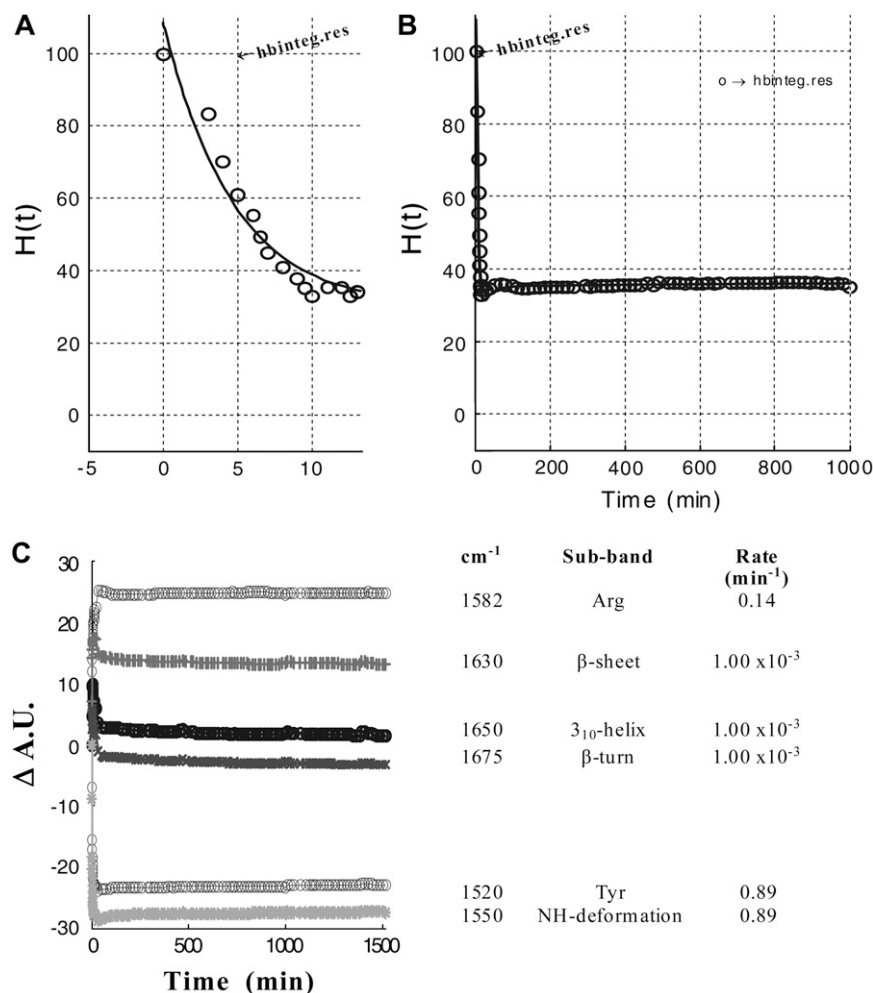 A
B
100
80
60
40
20
0
H(t)
-5
0
5
10
← hbinteg.res
100
80
60
40
20
0
H(t)
0
200
400
600
800
1000
Time (min)
← hbinteg.res
o → hbinteg.res
C
30
20
10
0
-10
-20
-30
Δ A.U.
0
500
1000
1500
Time (min)
cm⁻¹ Sub-band Rate
(min⁻¹)
1582 Arg 0.14
1630 β-sheet 1.00 x10⁻³
1650 3₁₀-helix 1.00 x10⁻³
1675 β-turn 1.00 x10⁻³
1520 Tyr 0.89
1550 NH-deformation 0.89